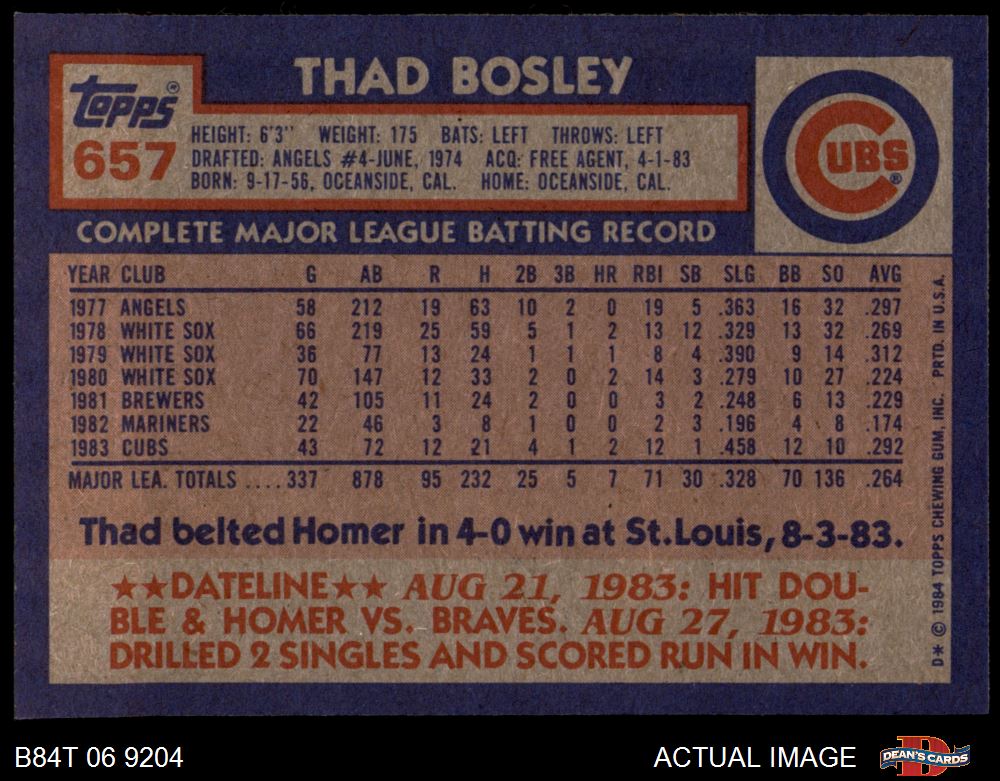 THAD BOSLEY
TOPPS®
657
HEIGHT: 6'3" WEIGHT: 175 BATS: LEFT THROWS: LEFT
DRAFTED: ANGELS #4-JUNE, 1974 ACQ: FREE AGENT, 4-1-83
BORN: 9-17-56, OCEANSIDE, CAL. HOME: OCEANSIDE, CAL.
CUBS®
COMPLETE MAJOR LEAGUE BATTING RECORD
YEAR CLUB G AB R H 2B 3B HR RBI SB SLG BB SO AVG
1977 ANGELS 58 212 19 63 10 2 0 19 5 .363 16 32 .297
1978 WHITE SOX 66 219 25 59 5 1 2 13 12 .329 13 32 .269
1979 WHITE SOX 36 77 13 24 1 1 1 8 4 .390 9 14 .312
1980 WHITE SOX 70 147 12 33 2 0 2 14 3 .279 10 27 .224
1981 BREWERS 42 105 11 24 2 0 0 3 2 .248 6 13 .229
1982 MARINERS 22 46 3 8 1 0 0 2 3 .196 4 8 .174
1983 CUBS 43 72 12 21 4 1 2 12 1 .458 12 10 .292
MAJOR LEA. TOTALS ....337 878 95 232 25 5 7 71 30 .328 70 136 .264
Thad belted Homer in 4-0 win at St.Louis, 8-3-83.
★★DATELINE★★ AUG 21, 1983: HIT DOU-
BLE & HOMER VS. BRAVES. AUG 27, 1983:
DRILLED 2 SINGLES AND SCORED RUN IN WIN.
D* © 1984 TOPPS CHEWING GUM, INC. PRTD. IN U.S.A.
B84T 06 9204
ACTUAL IMAGE
DEAN'S CARDS